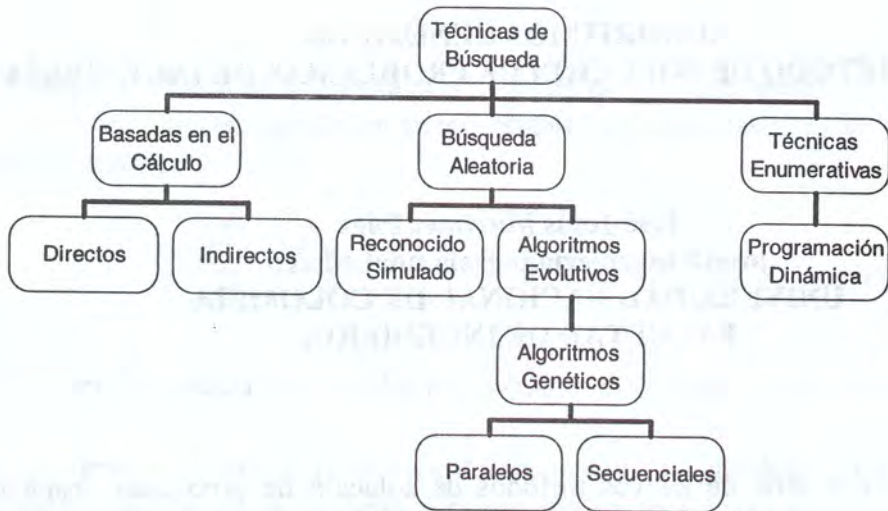 Técnicas de
Búsqueda
Basadas en el
Cálculo
Búsqueda
Aleatoria
Técnicas
Enumerativas
Directos
Indirectos
Reconocido
Simulado
Algoritmos
Evolutivos
Programación
Dinámica
Algoritmos
Genéticos
Paralelos
Secuenciales